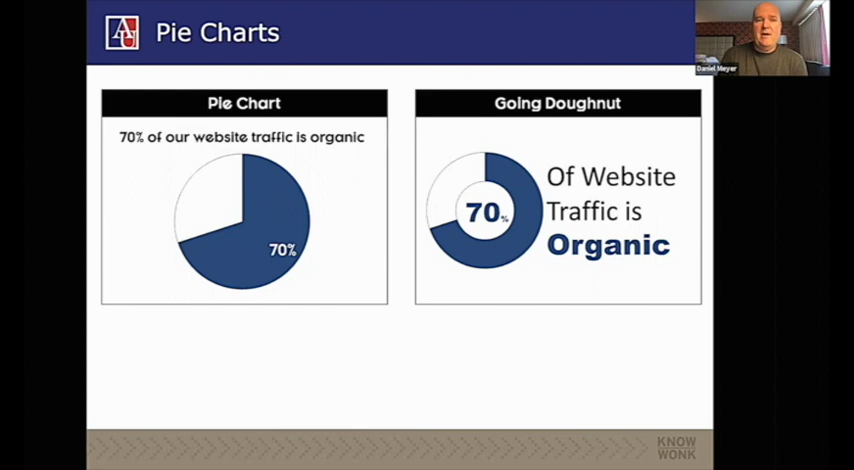 AU
Pie Charts
Daniel Meyer
Pie Chart
70% of our website traffic is organic
70%
Going Doughnut
70%
Of Website
Traffic is
Organic
KNOW
WONK